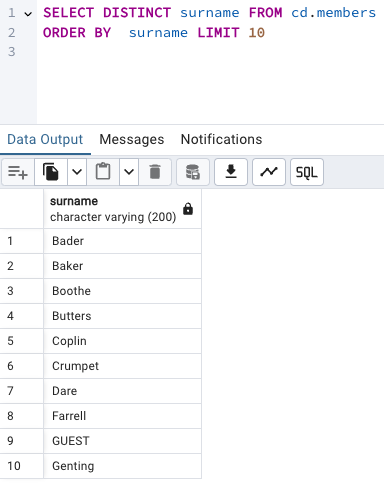 1 SELECT DISTINCT surname FROM cd.members
2 ORDER BY  surname LIMIT 10
3
Data Output Messages Notifications
SQL
surname
character varying (200)
1 Bader
2 Baker
3 Boothe
4 Butters
5 Coplin
6 Crumpet
7 Dare
8 Farrell
9 GUEST
10 Genting